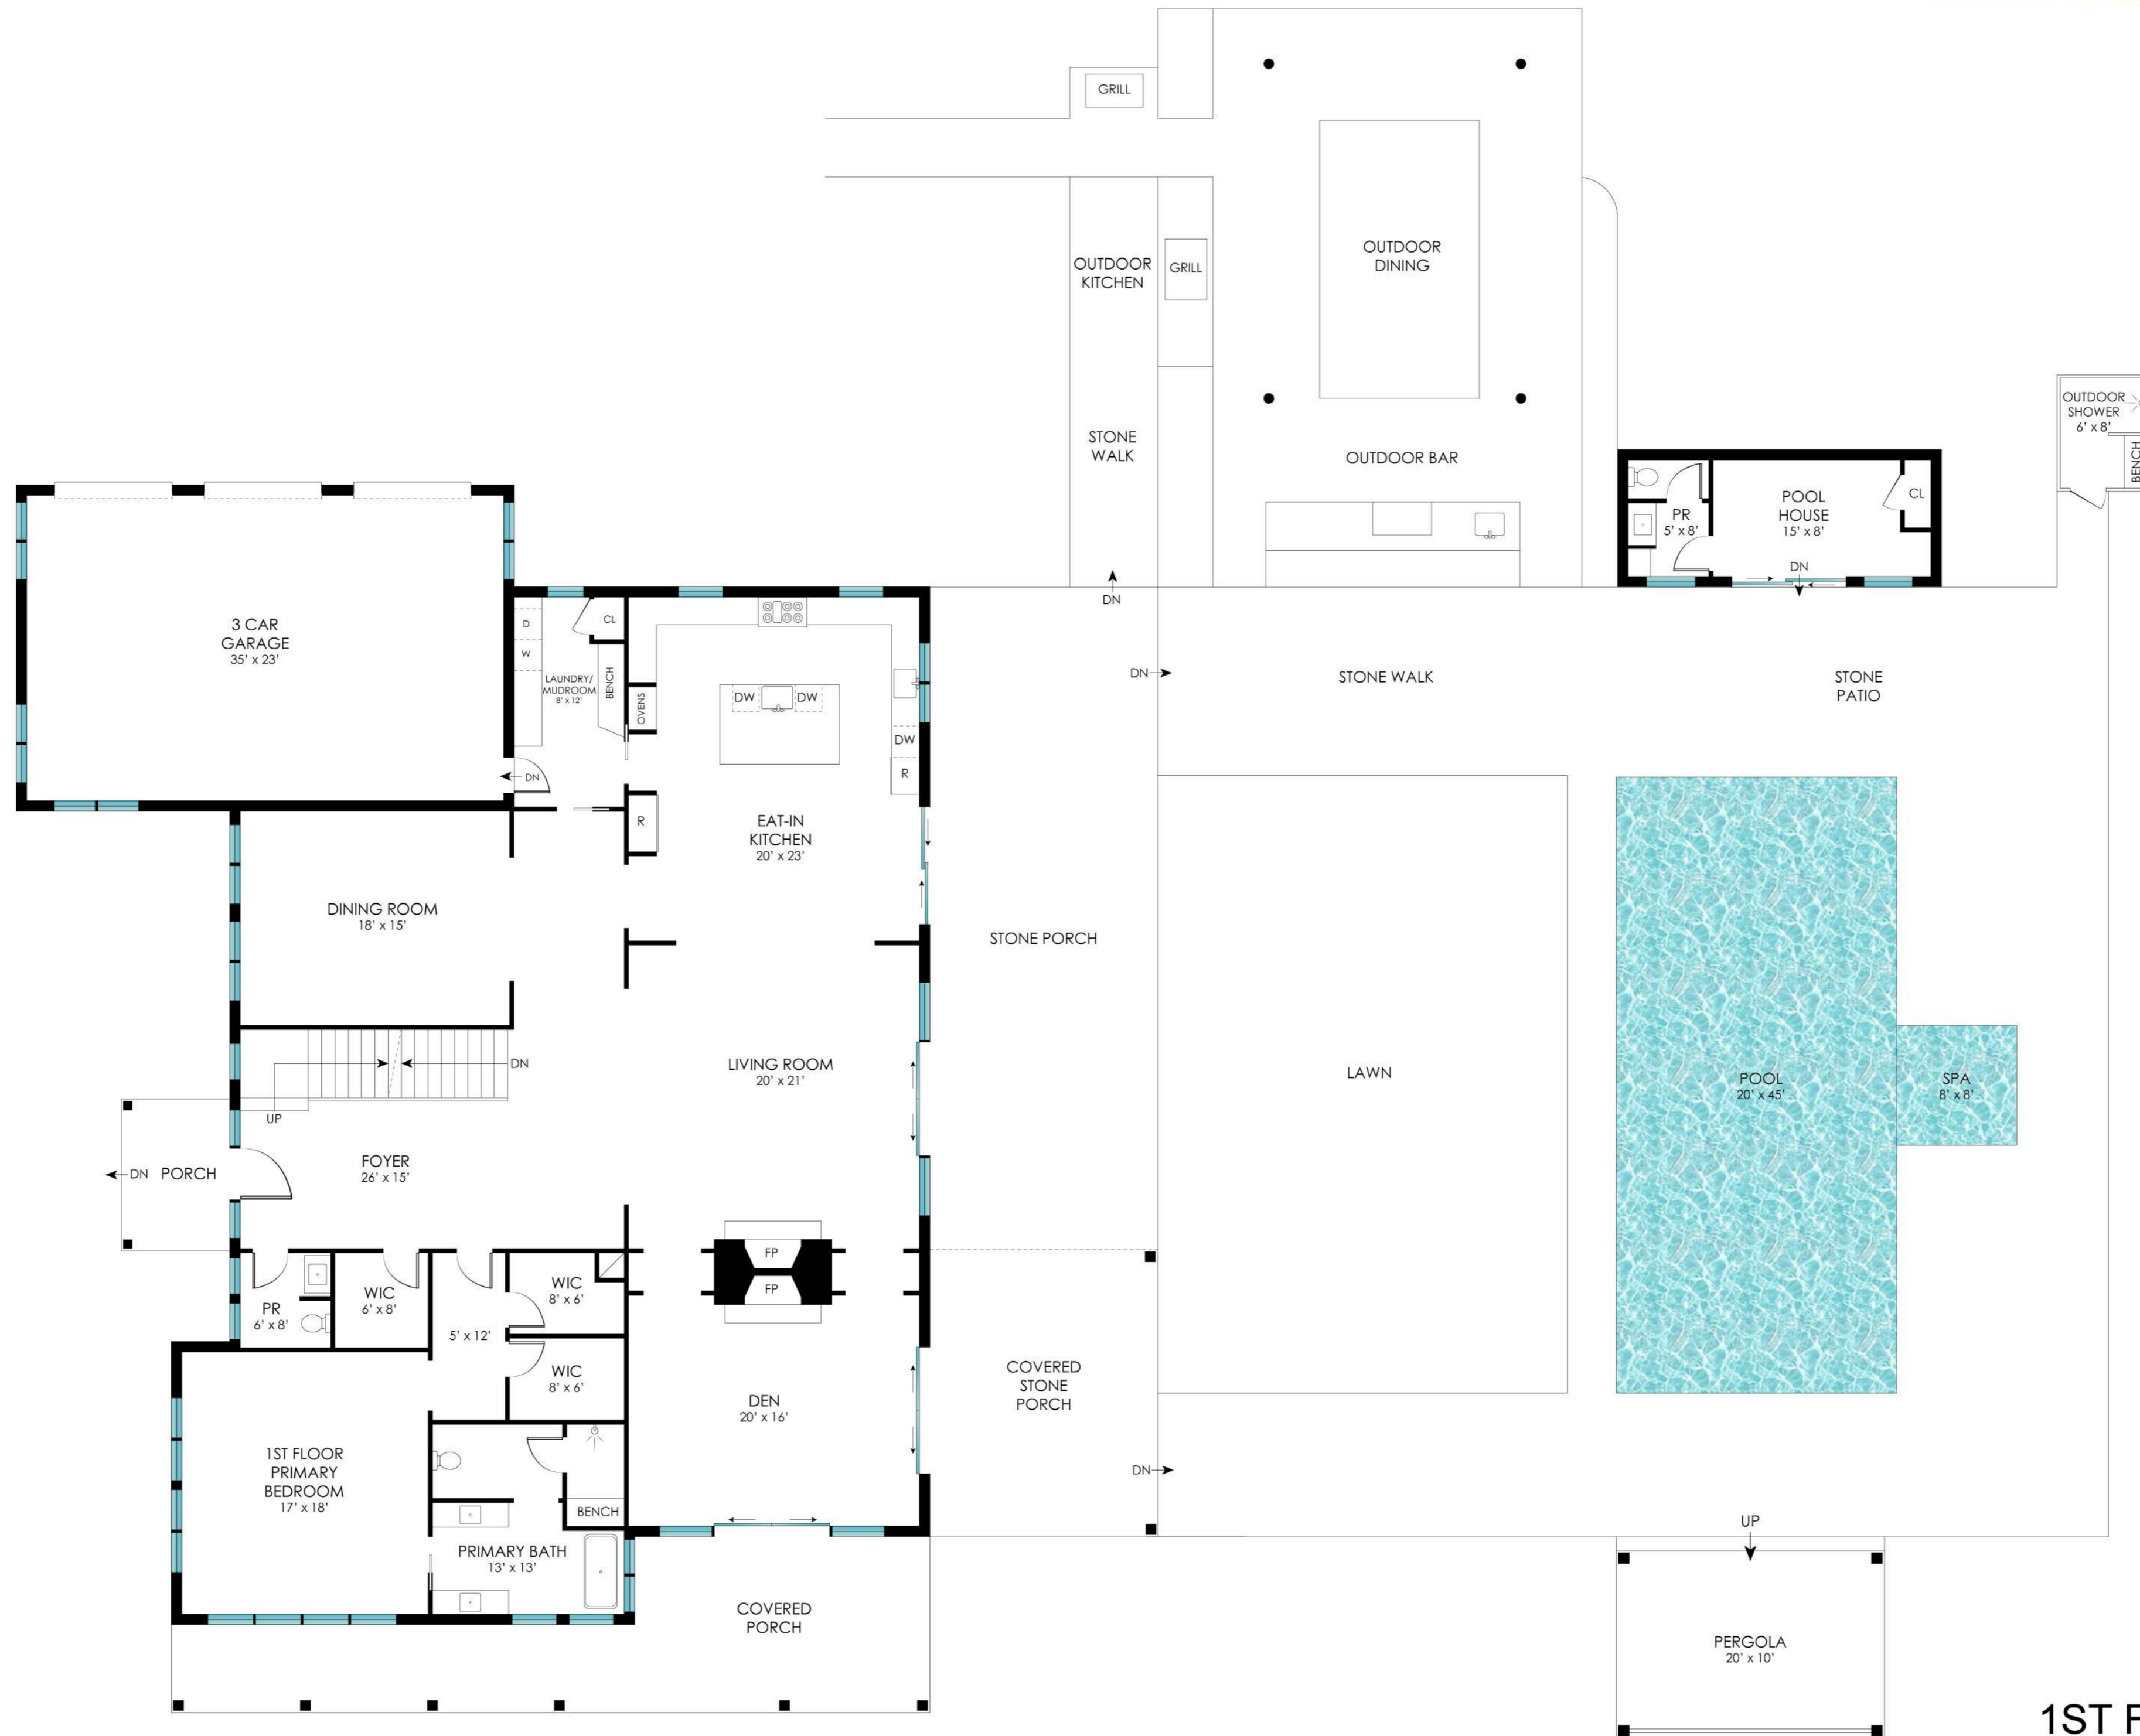 GRILL
OUTDOOR
KITCHEN
GRILL
OUTDOOR
DINING
STONE
WALK
OUTDOOR BAR
OUTDOOR
SHOWER
6' x 8'
BENCH
PR
5' x 8'
POOL
HOUSE
15' x 8'
CL
DN
3 CAR
GARAGE
35' x 23'
D
W
CL
LAUNDRY/
MUDROOM
8' x 12'
BENCH
OVENS
DW
DW
DW
R
DN
R
EAT-IN
KITCHEN
20' x 23'
DN
DN
STONE WALK
STONE
PATIO
DINING ROOM
18' x 15'
STONE PORCH
DN
UP
LIVING ROOM
20' x 21'
LAWN
POOL
20' x 45'
SPA
8' x 8'
DN
PORCH
FOYER
26' x 15'
FP
FP
PR
6' x 8'
WIC
6' x 8'
5' x 12'
WIC
8' x 6'
WIC
8' x 6'
DEN
20' x 16'
COVERED
STONE
PORCH
DN
1ST FLOOR
PRIMARY
BEDROOM
17' x 18'
BENCH
PRIMARY BATH
13' x 13'
COVERED
PORCH
UP
PERGOLA
20' x 10'
1ST